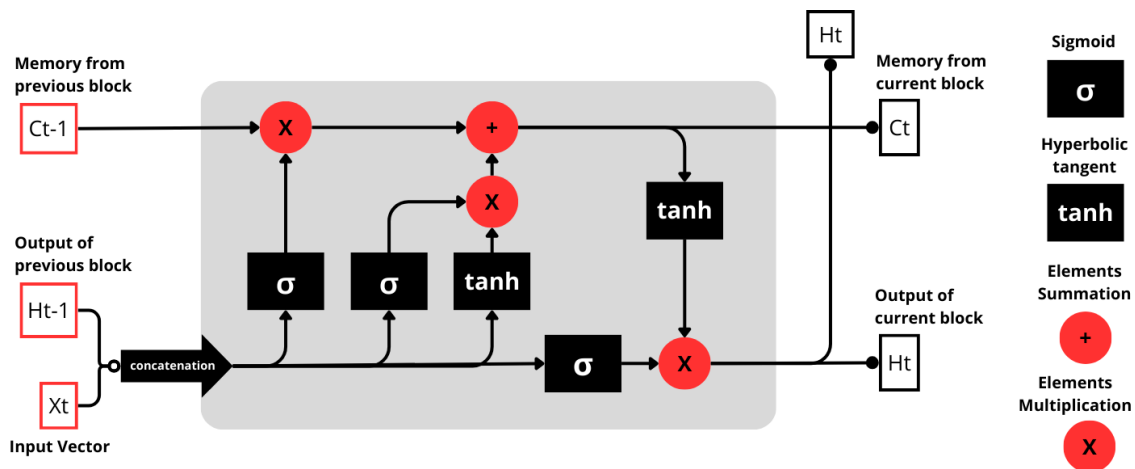 Ht
Memory from
previous block
Ct-1
X
+
Memory from
current block
Ct
Sigmoid
σ
Hyperbolic
tangent
tanh
X
tanh
Output of
previous block
Ht-1
σ
σ
tanh
concatenation
Xt
Input Vector
σ
X
Output of
current block
Ht
Elements
Summation
+
Elements
Multiplication
X